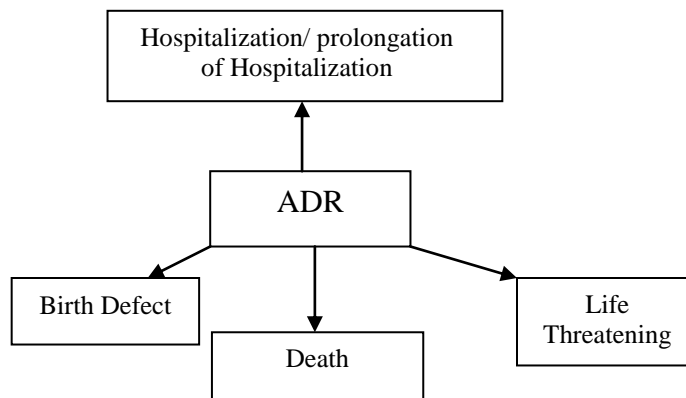 Hospitalization/ prolongation
of Hospitalization
ADR
Birth Defect
Life
Threatening
Death